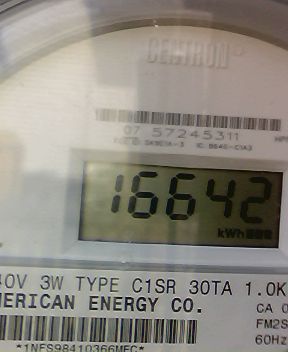 CENTRON
07 57245311
16642
kWh
40V 3W TYPE C1SR 30TA 1.0K
MERICAN ENERGY CO.
CA 0
FM2S
60Hz
*1NFS98410366MEC*